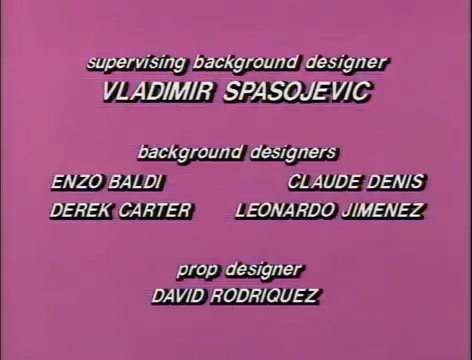 supervising background designer
VLADIMIR SPASOJEVIC
background designers
ENZO BALDI CLAUDE DENIS
DEREK CARTER LEONARDO JIMENEZ
prop designer
DAVID RODRIQUEZ